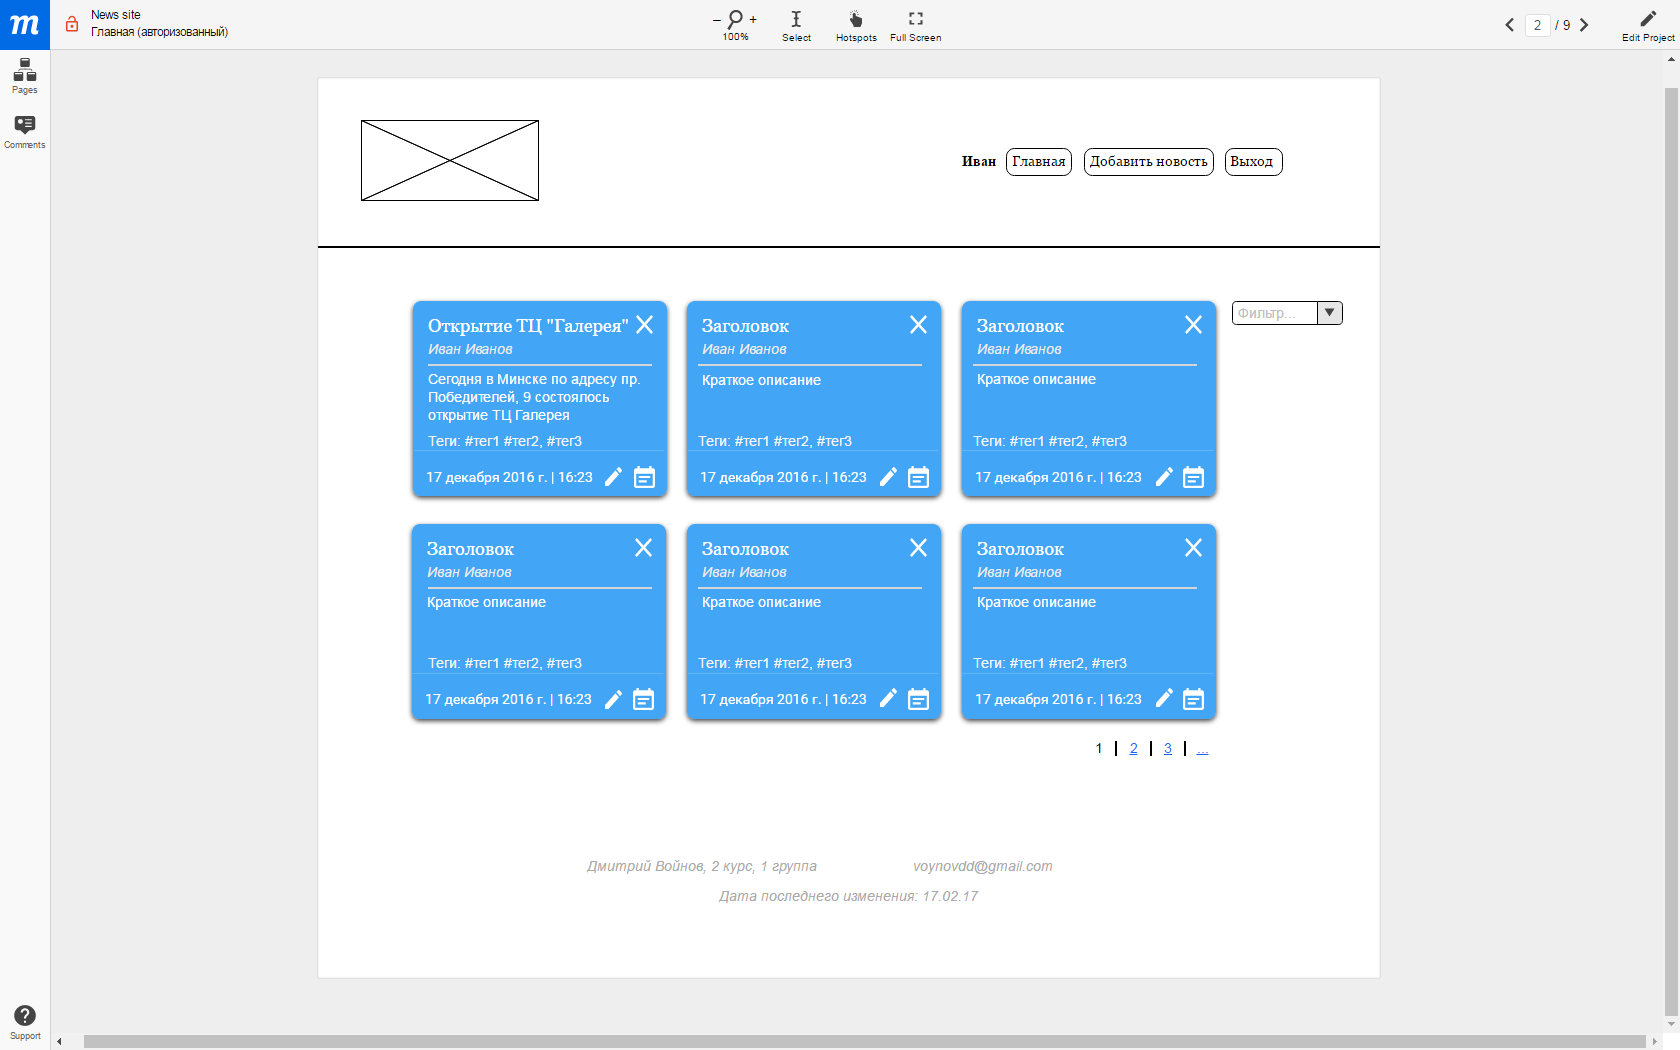 m
News site
Главная (авторизованный)
– +
100%
Select
Hotspots
Full Screen
2 / 9
Edit Project
Pages
Comments
Иван Главная Добавить новость Выход
Открытие ТЦ "Галерея"
Иван Иванов
Сегодня в Минске по адресу пр.
Победителей, 9 состоялось
открытие ТЦ Галерея
Теги: #тег1 #тег2, #тег3
17 декабря 2016 г. | 16:23
Заголовок
Иван Иванов
Краткое описание
Теги: #тег1 #тег2, #тег3
17 декабря 2016 г. | 16:23
Заголовок
Иван Иванов
Краткое описание
Теги: #тег1 #тег2, #тег3
17 декабря 2016 г. | 16:23
Фильтр...
Заголовок
Иван Иванов
Краткое описание
Теги: #тег1 #тег2, #тег3
17 декабря 2016 г. | 16:23
Заголовок
Иван Иванов
Краткое описание
Теги: #тег1 #тег2, #тег3
17 декабря 2016 г. | 16:23
Заголовок
Иван Иванов
Краткое описание
Теги: #тег1 #тег2, #тег3
17 декабря 2016 г. | 16:23
1 | 2 | 3 | ...
Дмитрий Войнов, 2 курс, 1 группа voynovdd@gmail.com
Дата последнего изменения: 17.02.17
Support